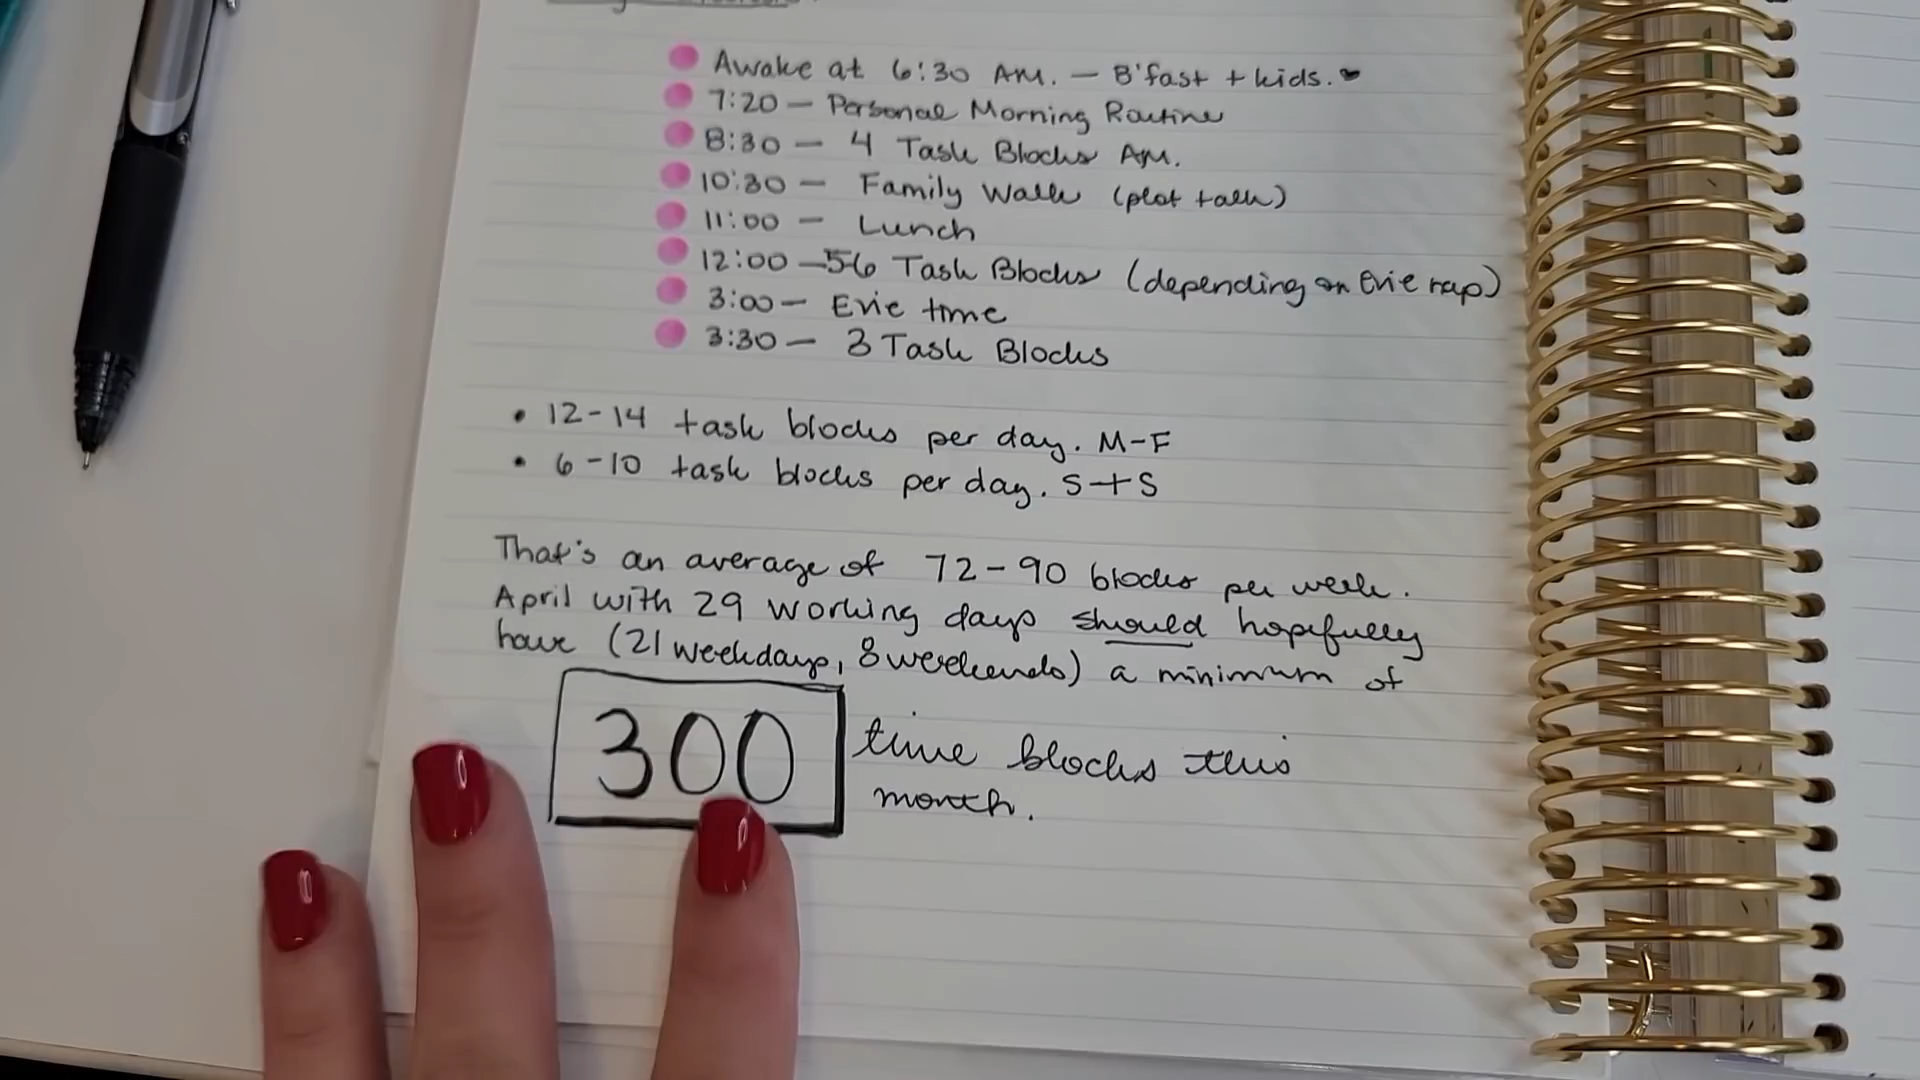 Awake at 6:30 AM. — B'fast + kids. ❤
7:20 — Personal Morning Routine
8:30 — 4 Task Blocks AM.
10:30 — Family Walk (plot talk)
11:00 — Lunch
12:00 — 5-6 Task Blocks (depending on Evie nap)
3:00 — Evie time
3:30 — 3 Task Blocks
• 12-14 task blocks per day. M-F
• 6-10 task blocks per day. S+S
That's an average of 72-90 blocks per week.
April with 29 working days should hopefully
have (21 weekdays, 8 weekends) a minimum of
300 time blocks this
month.